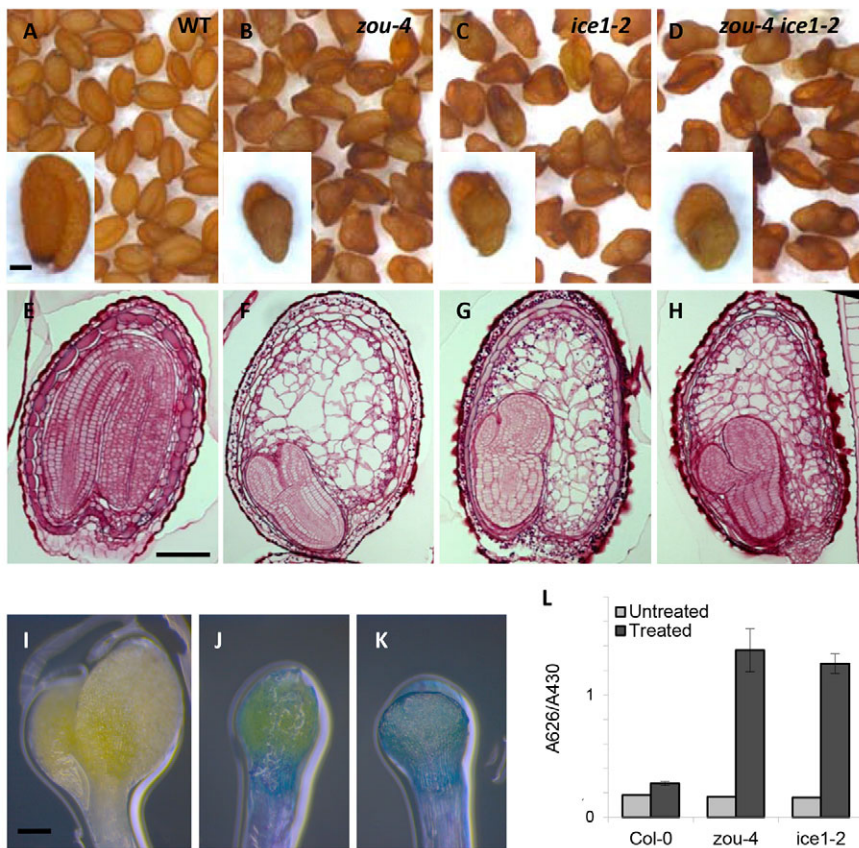 A WT
B zou-4
C ice1-2
D zou-4 ice1-2
E
F
G
H
I
J
K
L
Untreated
Treated
A626/A430
1
0
Col-0 zou-4 ice1-2